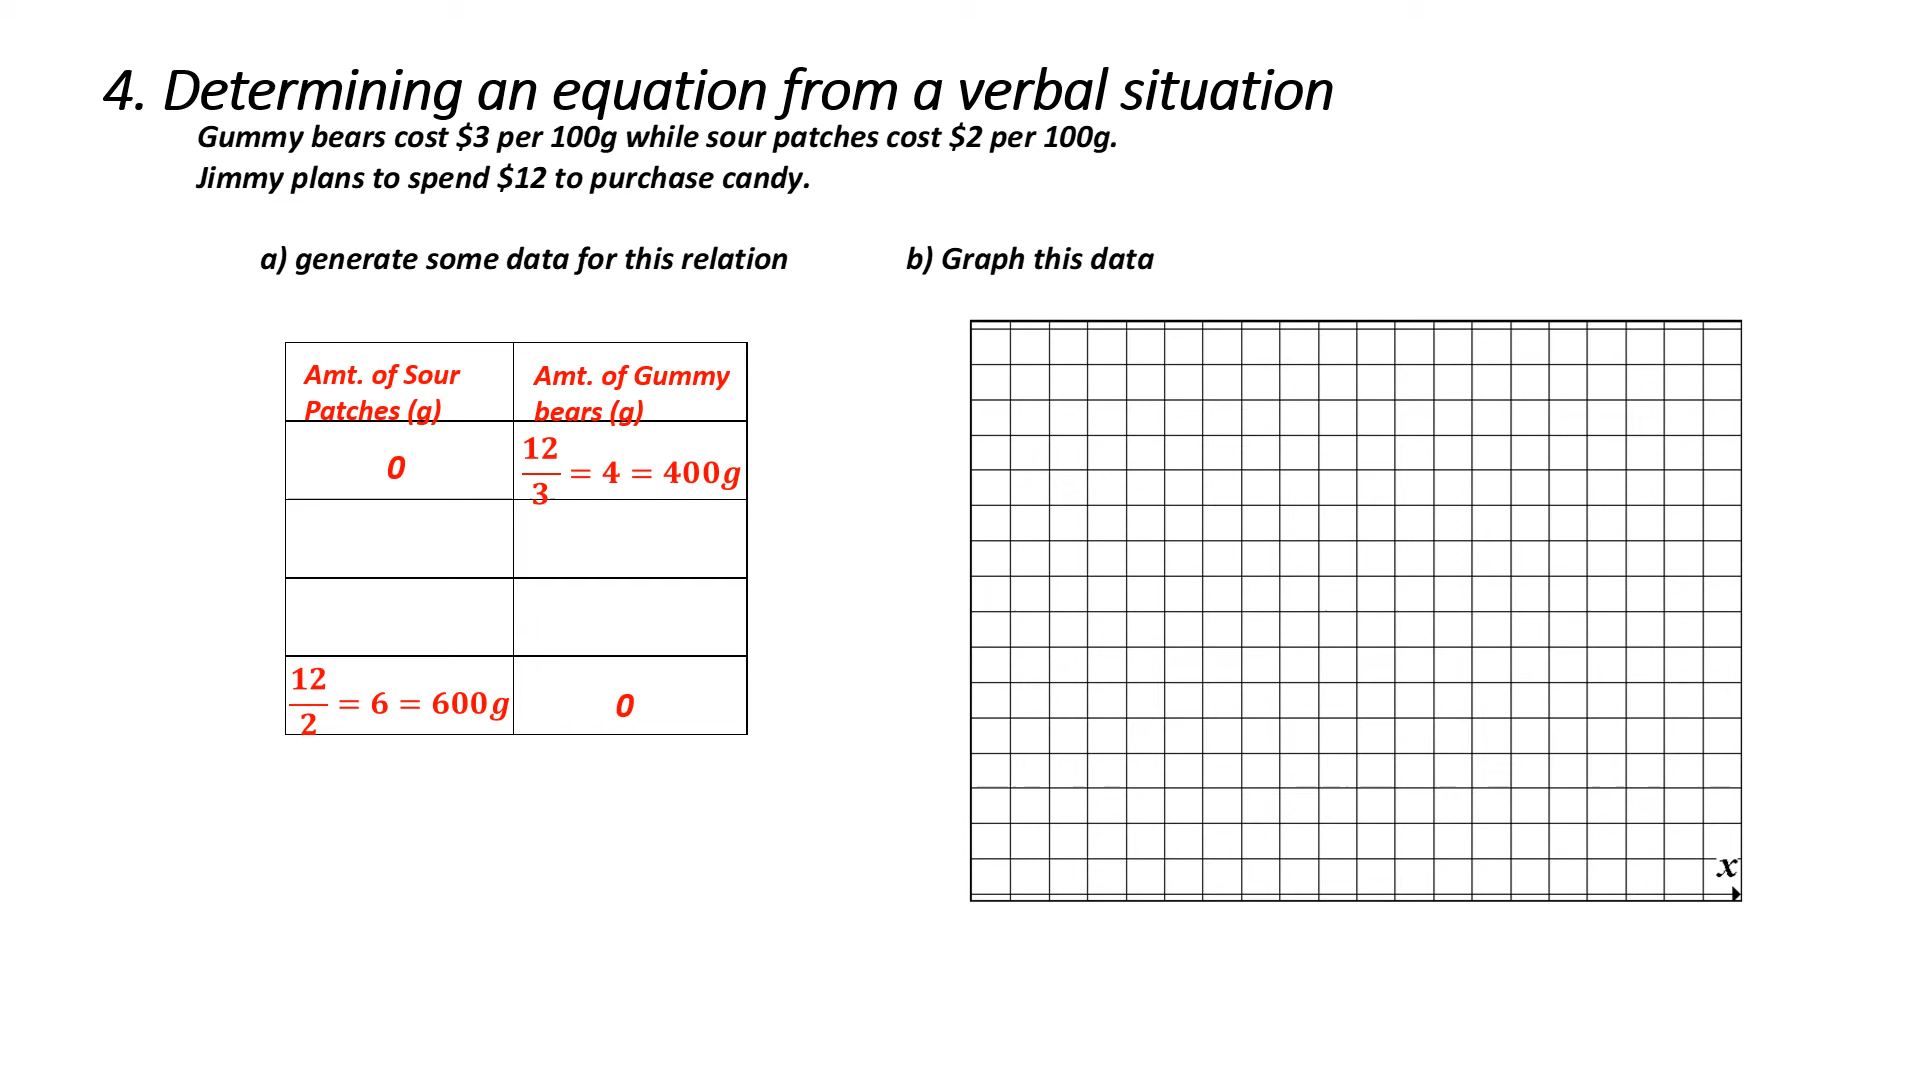 4. Determining an equation from a verbal situation
Gummy bears cost $3 per 100g while sour patches cost $2 per 100g.
Jimmy plans to spend $12 to purchase candy.
a) generate some data for this relation
b) Graph this data
Amt. of Sour
Patches (g)
Amt. of Gummy
bears (g)
0
12/3 = 4 = 400g
12/2 = 6 = 600g
0
x